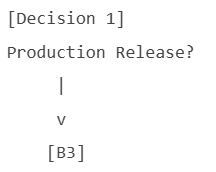 [Decision 1]
Production Release?
|
v
[B3]